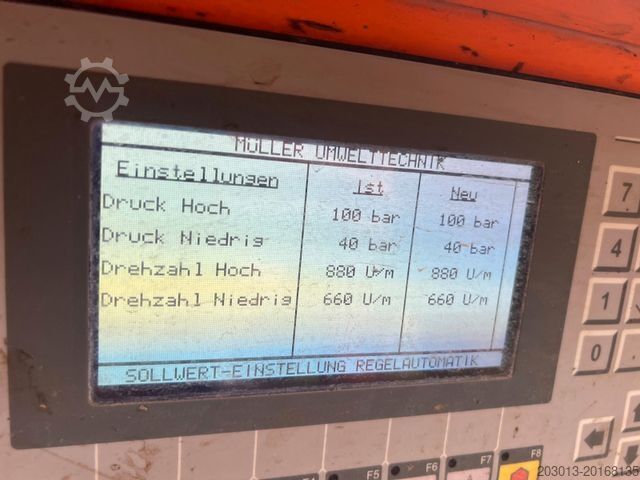 MÜLLER UMWELTTECHNIK
Einstellungen Ist Neu
Druck Hoch 100 bar 100 bar
Druck Niedrig 40 bar 40 bar
Drehzahl Hoch 880 U/m 880 U/m
Drehzahl Niedrig 660 U/m 660 U/m
SOLLWERT-EINSTELLUNG REGELAUTOMATIK
7
4
1
0
F5 F6 F7 F8
203013-20168135